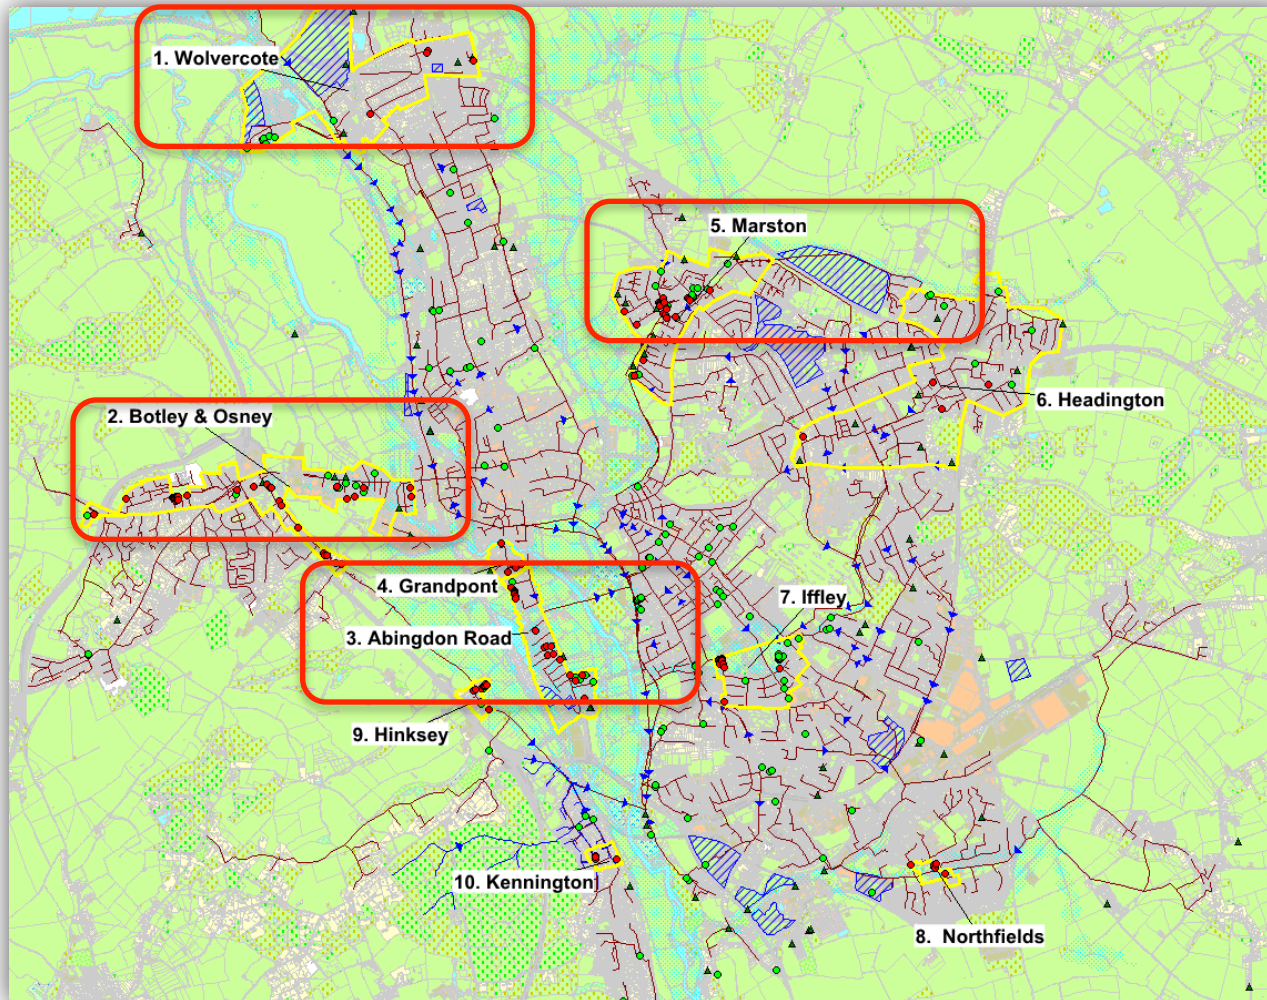 1. Wolvercote
5. Marston
6. Headington
2. Botley & Osney
4. Grandpont
7. Iffley
3. Abingdon Road
9. Hinksey
10. Kennington
8. Northfields